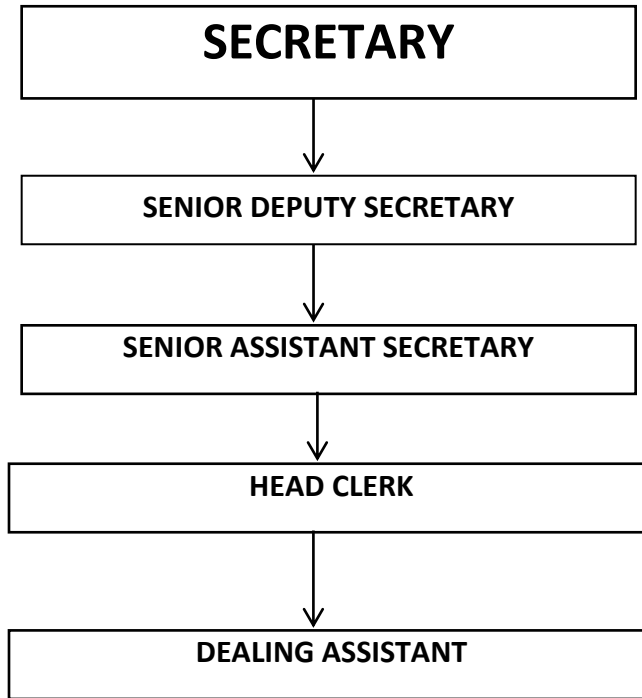 SECRETARY
SENIOR DEPUTY SECRETARY
SENIOR ASSISTANT SECRETARY
HEAD CLERK
DEALING ASSISTANT